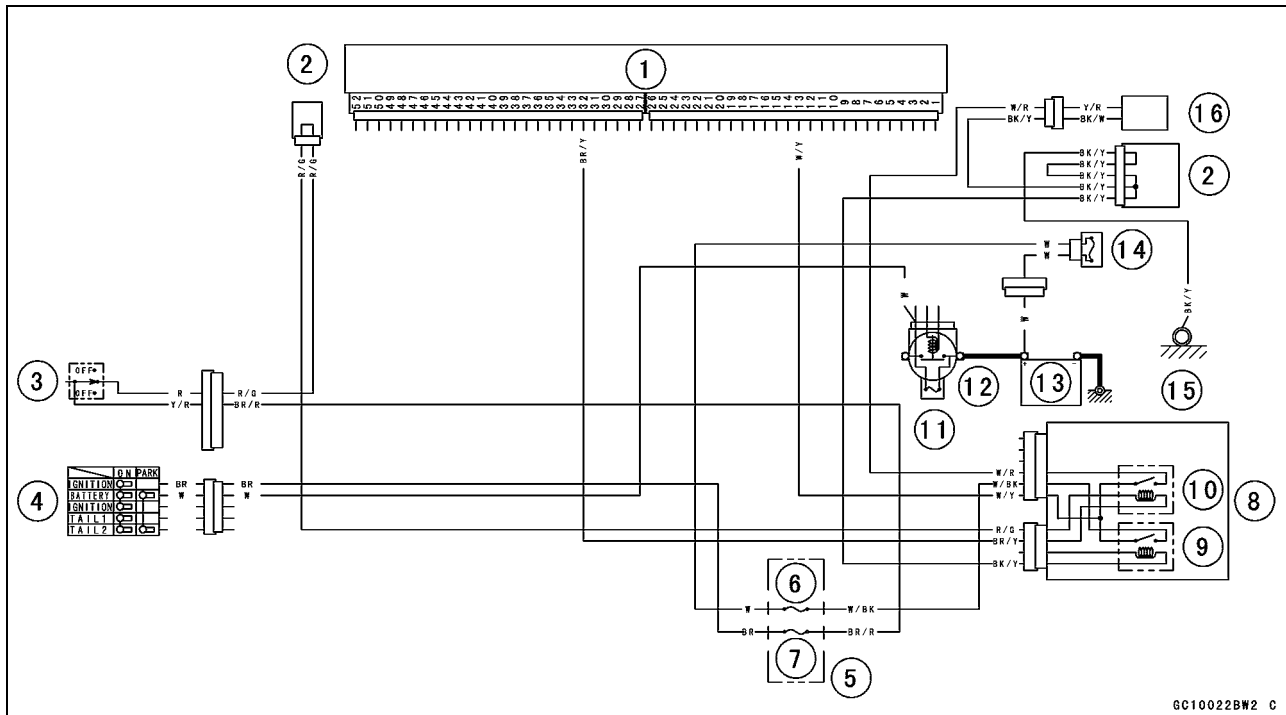 2
1
52 51 50 49 48 47 46 45 44 43 42 41 40 39 38 37 36 35 34 33 32 31 30 29 28 27 26 25 24 23 22 21 20 19 18 17 16 15 14 13 12 11 10 9 8 7 6 5 4 3 2 1
W/R Y/R
BK/Y BK/W
16
R/G R/G
BR/Y
W/Y
BK/Y
BK/Y
BK/Y
BK/Y
BK/Y
2
W
W
14
W
W
BK/Y
3
OFF
OFF
R R/G
Y/R BR/R
12
13
+ -
15
11
4
ON PARK
IGNITION
BATTERY
IGNITION
TAIL1
TAIL2
BR BR
W W
W/R
W/BK
W/Y
10
8
R/G
BR/Y
BK/Y
9
6
W W/BK
BR BR/R
7
5
GC10022BW2 C